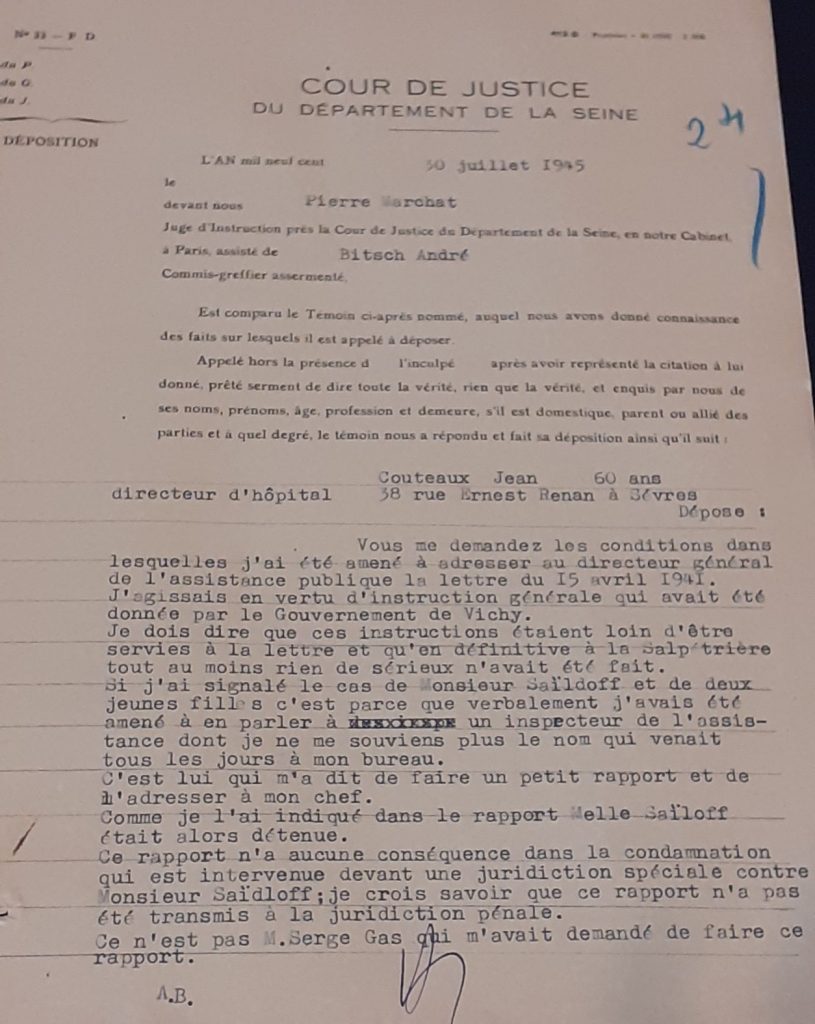 Nº 33 — F D
du P.
du G.
du J.
DÉPOSITION
COUR DE JUSTICE
DU DÉPARTEMENT DE LA SEINE
24
L'AN mil neuf cent 30 juillet 1945
le
devant nous Pierre Marchat
Juge d'Instruction près la Cour de Justice du Département de la Seine, en notre Cabinet,
à Paris, assisté de Bitsch André
Commis-greffier assermenté,
Est comparu le Témoin ci-après nommé, auquel nous avons donné connaissance
des faits sur lesquels il est appelé à déposer.
Appelé hors la présence d l'inculpé après avoir représenté la citation à lui
donné, prêté serment de dire toute la vérité, rien que la vérité, et enquis par nous de
ses noms, prénoms, âge, profession et demeure, s'il est domestique, parent ou allié des
parties et à quel degré, le témoin nous a répondu et fait sa déposition ainsi qu'il suit :
Couteaux Jean 60 ans
directeur d'hôpital 38 rue Ernest Renan à Sévres
Dépose :
Vous me demandez les conditions dans
lesquelles j'ai été amené à adresser au directeur général
de l'assistance publique la lettre du I5 avril I941.
J'agissais en vertu d'instruction générale qui avait été
donnée par le Gouvernement de Vichy.
Je dois dire que ces instructions étaient loin d'être
servies à la lettre et qu'en définitive à la Salp'trière
tout au moins rien de sérieux n'avait été fait.
Si j'ai signalé le cas de Monsieur Saïldoff et de deux
jeunes filles c'est parce que verbalement j'avais été
amené à en parler à un inspecteur de l'assis-
tance dont je ne me souviens plus le nom qui venait
tous les jours à mon bureau.
C'est lui qui m'a dit de faire un petit rapport et de
l'adresser à mon chef.
Comme je l'ai indiqué dans le rapport Melle Saïloff
était alors détenue.
Ce rapport n'a aucune conséquence dans la condamnation
qui est intervenue devant une juridiction spéciale contre
Monsieur Saïdloff;je crois savoir que ce rapport n'a pas
été transmis à la juridiction pénale.
Ce n'est pas M.Serge Gas qui m'avait demandé de faire ce
rapport.
A.B.